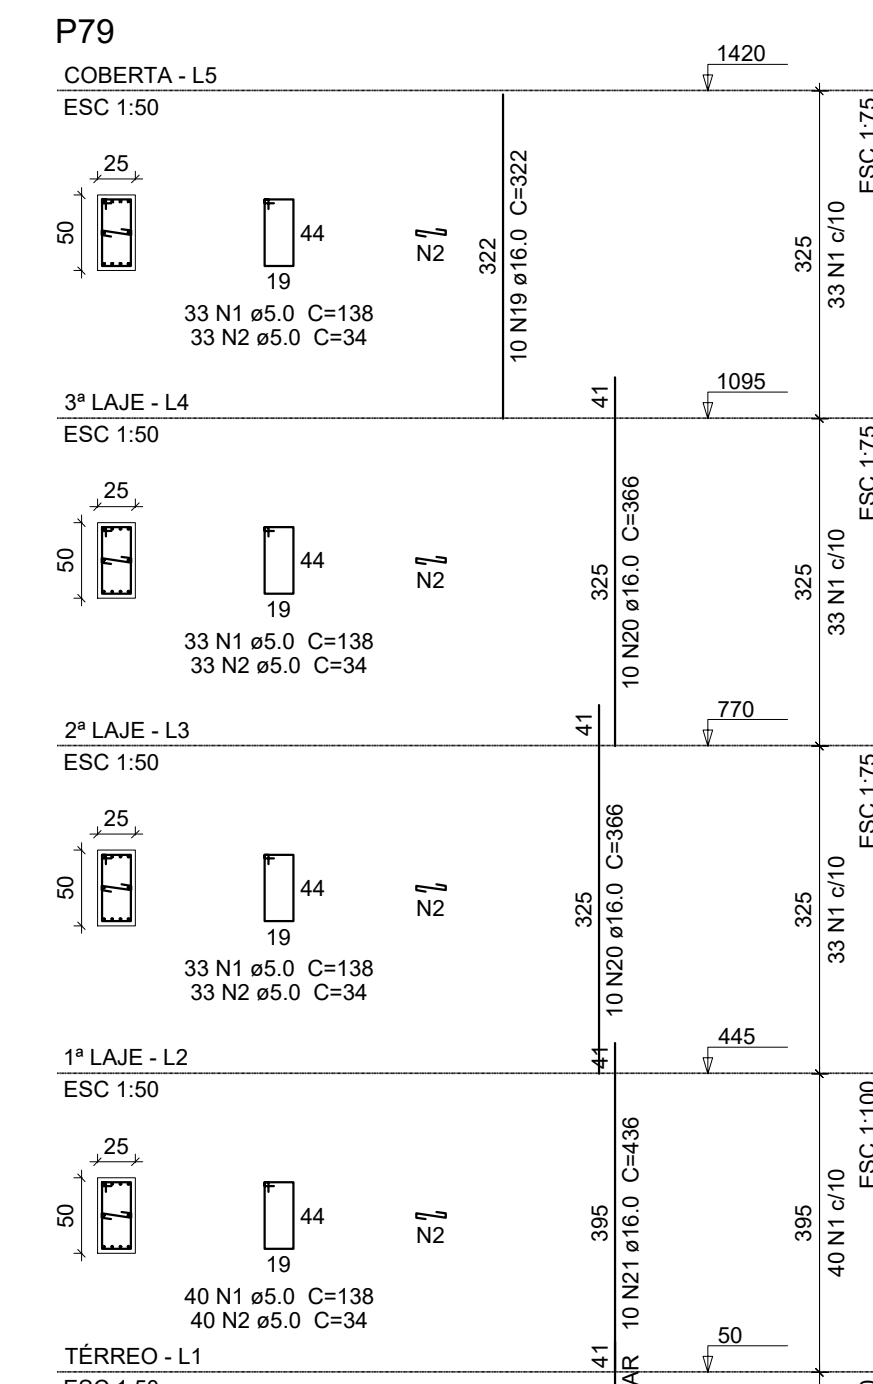 P79
COBERTA - L5
1420
ESC 1:50
ESC 1:75
25
50
44
19
N2
33 N1 ø5.0 C=138
33 N2 ø5.0 C=34
322
10 N19 ø16.0 C=322
325
33 N1 c/10
3ª LAJE - L4
41
1095
ESC 1:50
ESC 1:75
25
50
44
19
N2
33 N1 ø5.0 C=138
33 N2 ø5.0 C=34
325
10 N20 ø16.0 C=366
325
33 N1 c/10
2ª LAJE - L3
41
770
ESC 1:50
ESC 1:75
25
50
44
19
N2
33 N1 ø5.0 C=138
33 N2 ø5.0 C=34
325
10 N20 ø16.0 C=366
325
33 N1 c/10
1ª LAJE - L2
41
445
ESC 1:50
ESC 1:100
25
50
44
19
N2
40 N1 ø5.0 C=138
40 N2 ø5.0 C=34
395
10 N21 ø16.0 C=436
395
40 N1 c/10
TÉRREO - L1
41
50